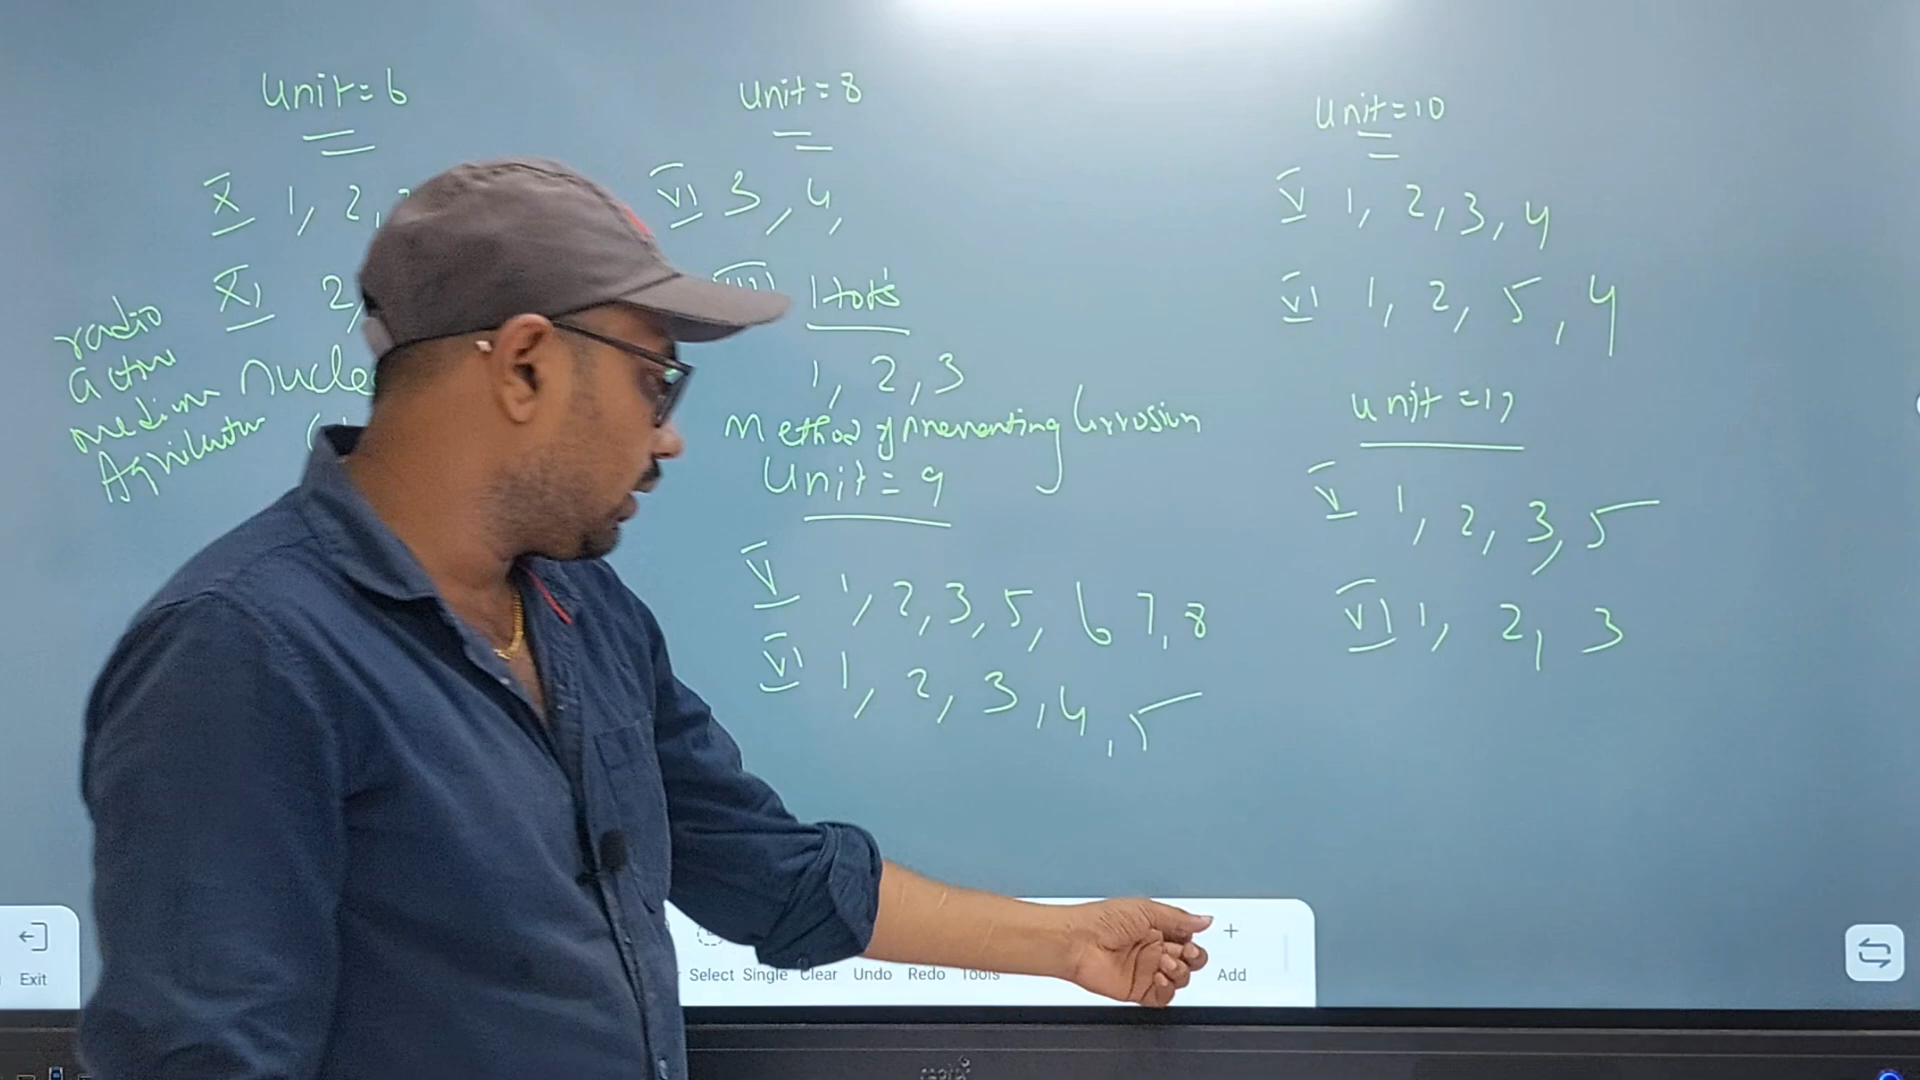 Unit = 6
X 1, 2,
XI 2,
radio
active
medium nucle
Unit = 8
VI 3, 4,
VIII 1 to 5
1, 2, 3
Method of preventing Corrosion
Unit = 9
V 1, 2, 3, 5, 6 7, 8
VI 1, 2, 3, 4, 5
Unit = 10
V 1, 2, 3, 4
VI 1, 2, 5, 4
Unit =
V 1, 2, 3, 5
VI 1, 2, 3
Exit
Select Single Clear Undo Redo Tools Add